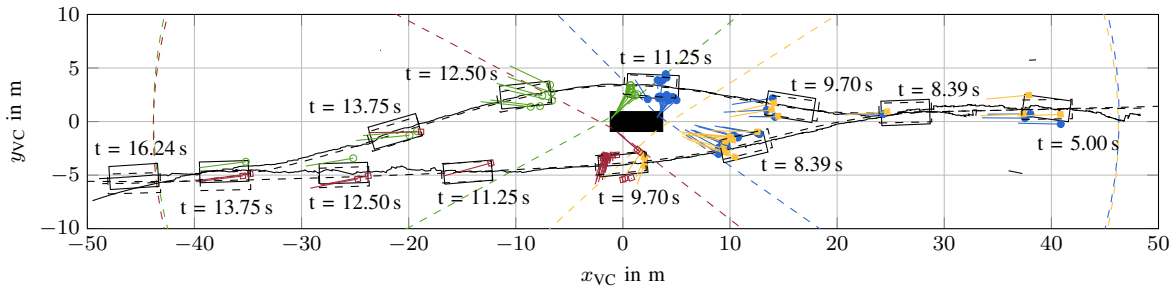 10
5
0
−5
−10
y_VC in m
t = 11.25 s
t = 12.50 s
t = 9.70 s
t = 8.39 s
t = 13.75 s
t = 16.24 s
t = 8.39 s
t = 5.00 s
t = 13.75 s
t = 12.50 s
t = 11.25 s
t = 9.70 s
−50 −40 −30 −20 −10 0 10 20 30 40 50
x_VC in m